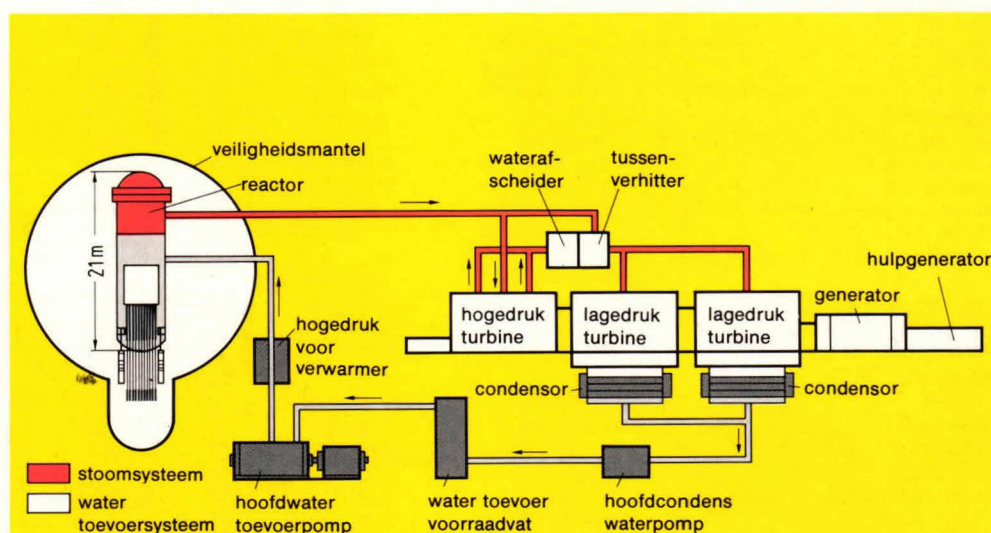 veiligheidsmantel
reactor
21m
wateraf-
scheider
tussen-
verhitter
hulpgenerator
generator
hogedruk
turbine
lagedruk
turbine
lagedruk
turbine
hogedruk
voor
verwarmer
condensor
condensor
stoomsysteem
water
toevoersysteem
hoofdwater
toevoerpomp
water toevoer
voorraadvat
hoofdcondens
waterpomp